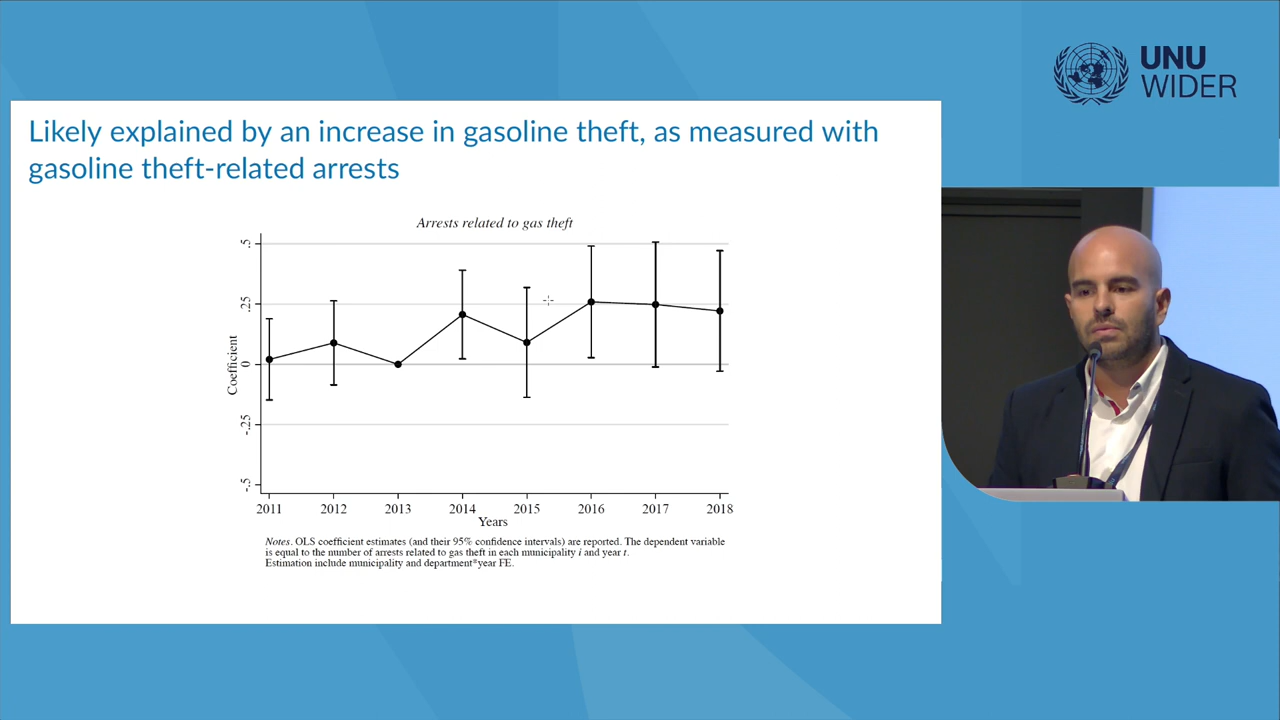 UNU
WIDER
Likely explained by an increase in gasoline theft, as measured with
gasoline theft-related arrests
Arrests related to gas theft
Coefficient
.5
.25
0
-.25
-.5
2011 2012 2013 2014 2015 2016 2017 2018
Years
Notes. OLS coefficient estimates (and their 95% confidence intervals) are reported. The dependent variable
is equal to the number of arrests related to gas theft in each municipality i and year t.
Estimation include municipality and department*year FE.